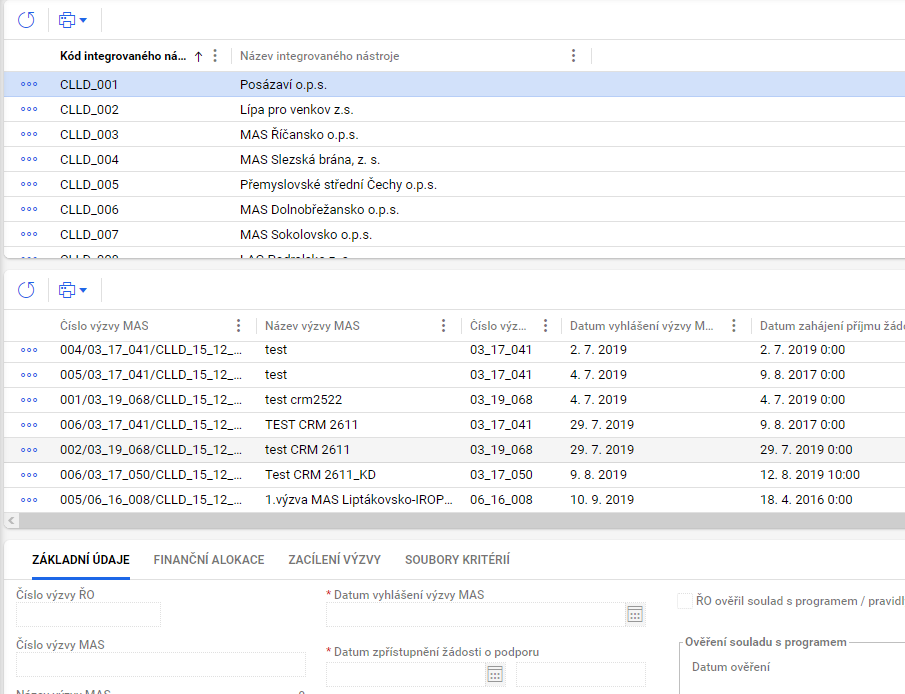 Kód integrovaného ná... Název integrovaného nástroje
CLLD_001 Posázaví o.p.s.
CLLD_002 Lípa pro venkov z.s.
CLLD_003 MAS Říčansko o.p.s.
CLLD_004 MAS Slezská brána, z. s.
CLLD_005 Přemyslovské střední Čechy o.p.s.
CLLD_006 MAS Dolnobřežansko o.p.s.
CLLD_007 MAS Sokolovsko o.p.s.
Číslo výzvy MAS Název výzvy MAS Číslo výz... Datum vyhlášení výzvy M... Datum zahájení příjmu žádo
004/03_17_041/CLLD_15_12_... test 03_17_041 2. 7. 2019 2. 7. 2019 0:00
005/03_17_041/CLLD_15_12_... test 03_17_041 4. 7. 2019 9. 8. 2017 0:00
001/03_19_068/CLLD_15_12_... test crm2522 03_19_068 4. 7. 2019 4. 7. 2019 0:00
006/03_17_041/CLLD_15_12_... TEST CRM 2611 03_17_041 29. 7. 2019 9. 8. 2017 0:00
002/03_19_068/CLLD_15_12_... test CRM 2611 03_19_068 29. 7. 2019 29. 7. 2019 0:00
006/03_17_050/CLLD_15_12_... Test CRM 2611_KD 03_17_050 9. 8. 2019 12. 8. 2019 10:00
005/06_16_008/CLLD_15_12_... 1.výzva MAS Liptákovsko-IROP... 06_16_008 10. 9. 2019 18. 4. 2016 0:00
ZÁKLADNÍ ÚDAJE FINANČNÍ ALOKACE ZACÍLENÍ VÝZVY SOUBORY KRITÉRIÍ
Číslo výzvy ŘO * Datum vyhlášení výzvy MAS ŘO ověřil soulad s programem / pravidl
Číslo výzvy MAS * Datum zpřístupnění žádosti o podporu Ověření souladu s programem
Datum ověření
Název výzvy MAS